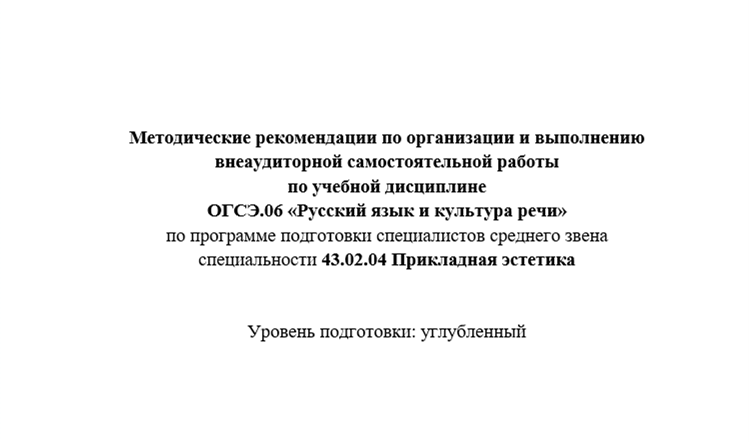 Методические рекомендации по организации и выполнению
внеаудиторной самостоятельной работы
по учебной дисциплине
ОГСЭ.06 «Русский язык и культура речи»
по программе подготовки специалистов среднего звена
специальности 43.02.04 Прикладная эстетика
Уровень подготовки: углубленный